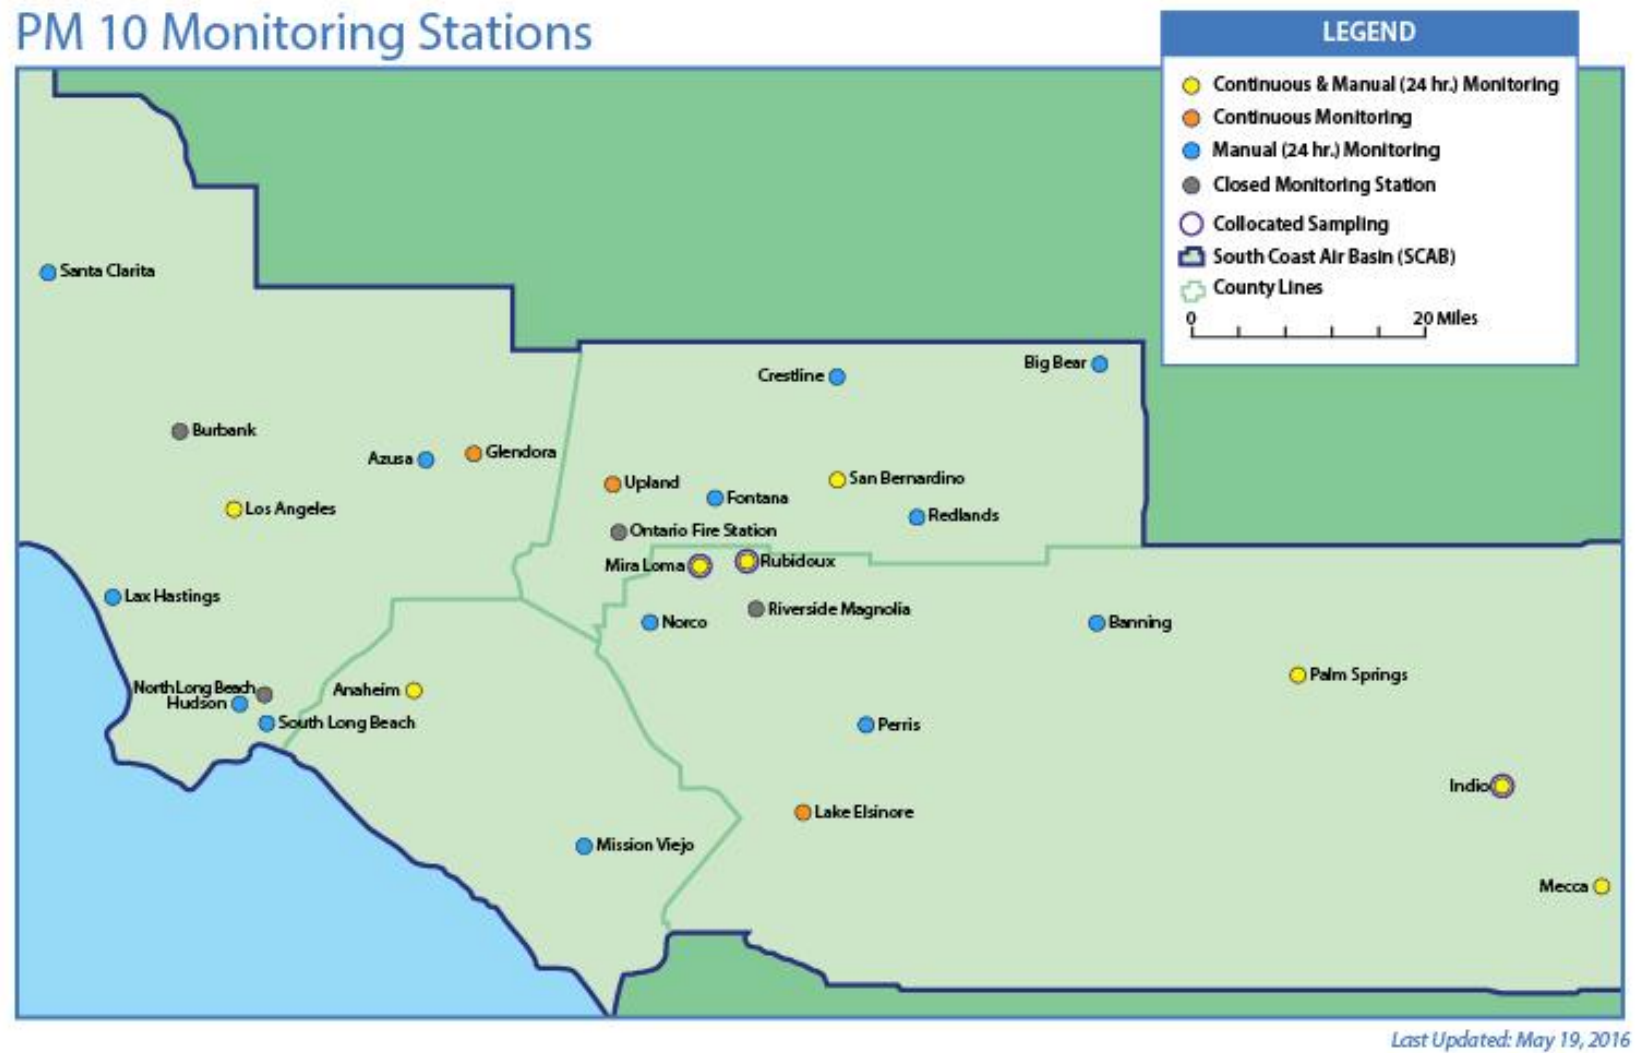 PM 10 Monitoring Stations
LEGEND
Continuous & Manual (24 hr.) Monitoring
Continuous Monitoring
Manual (24 hr.) Monitoring
Closed Monitoring Station
Collocated Sampling
South Coast Air Basin (SCAB)
County Lines
0 20 Miles
Santa Clarita
Big Bear
Crestline
Burbank
Azusa
Glendora
Upland
San Bernardino
Fontana
Los Angeles
Redlands
Ontario Fire Station
Mira Loma
Rubidoux
Lax Hastings
Riverside Magnolia
Norco
Banning
Palm Springs
North Long Beach
Anaheim
Hudson
South Long Beach
Perris
Indio
Lake Elsinore
Mission Viejo
Mecca
Last Updated: May 19, 2016